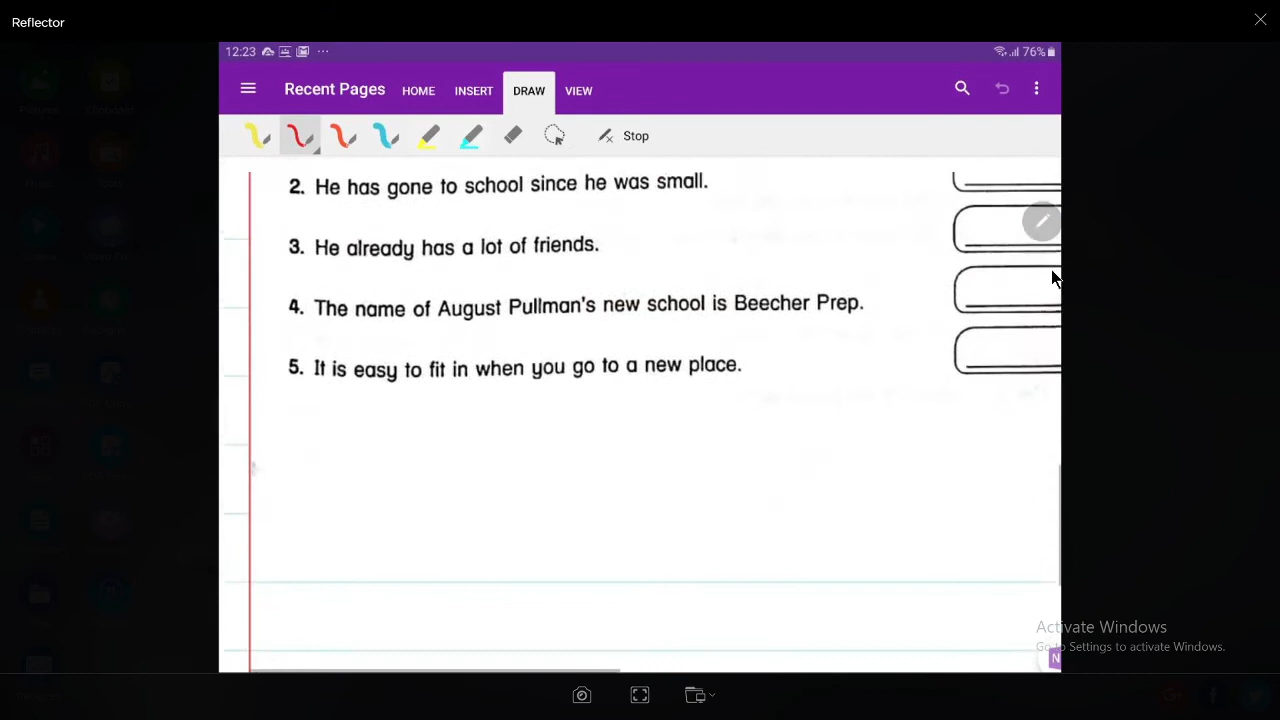 Reflector
12:23 ... 76%
Recent Pages HOME INSERT DRAW VIEW
Stop
2. He has gone to school since he was small.
3. He already has a lot of friends.
4. The name of August Pullman's new school is Beecher Prep.
5. It is easy to fit in when you go to a new place.
Activate Windows
Go to Settings to activate Windows.
N